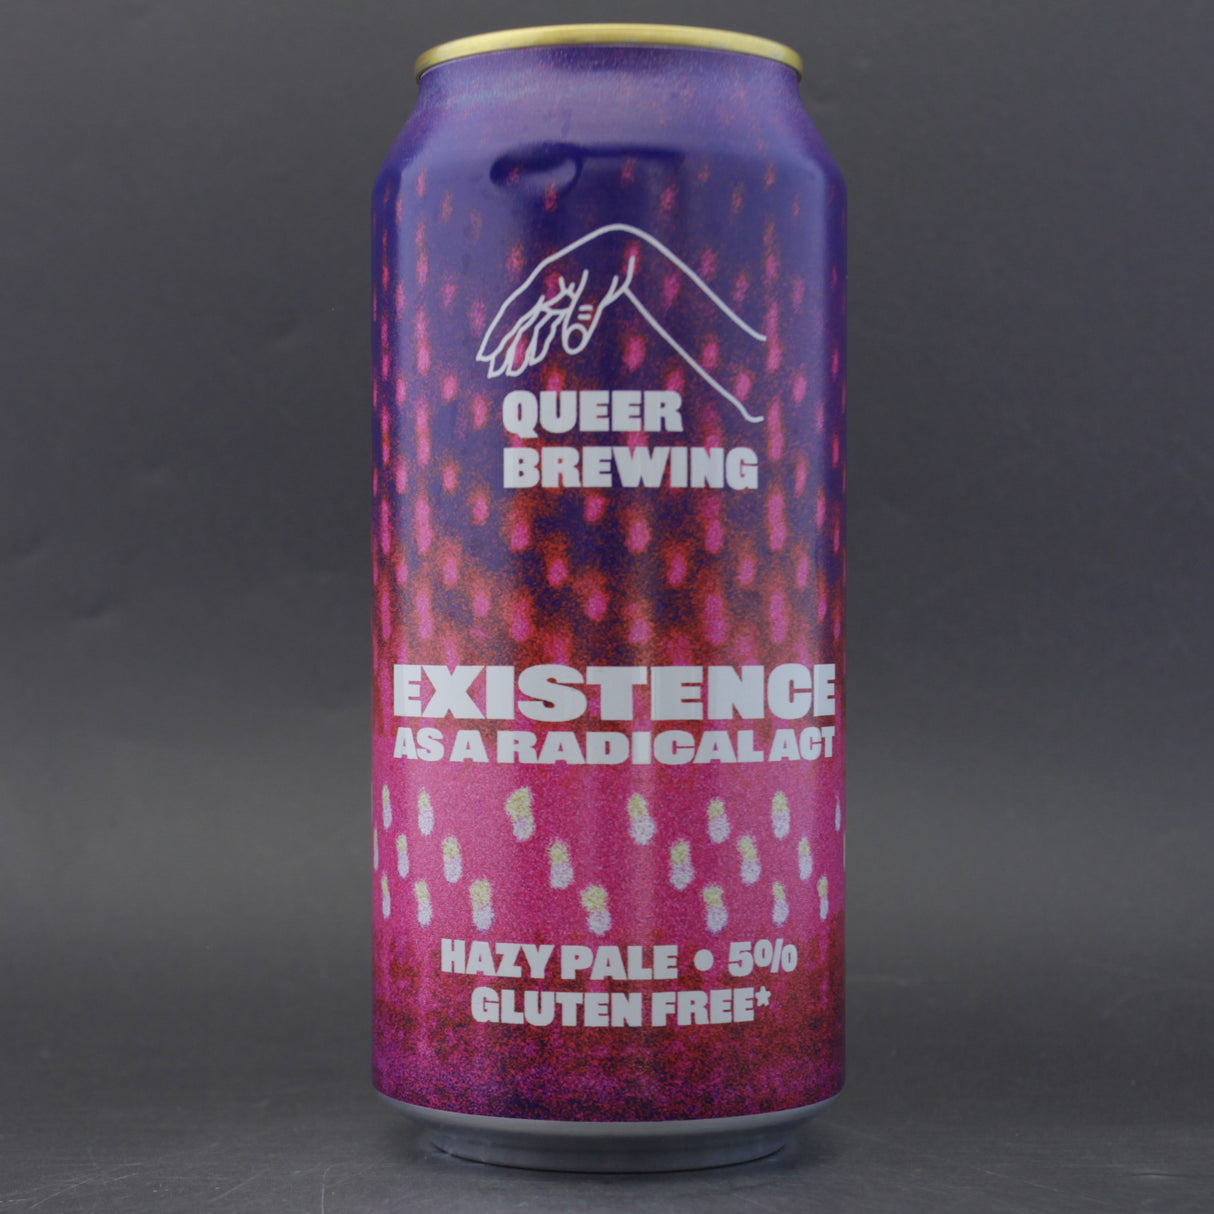 QUEER
BREWING
EXISTENCE
AS A RADICAL ACT
HAZY PALE • 5%
GLUTEN FREE*